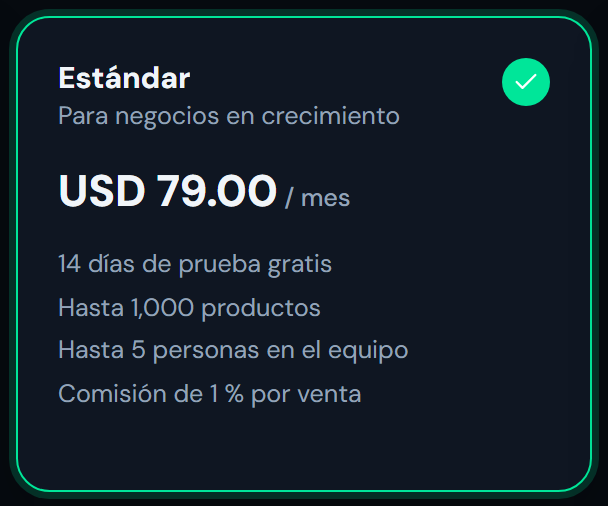 Estándar
Para negocios en crecimiento
USD 79.00 / mes
14 días de prueba gratis
Hasta 1,000 productos
Hasta 5 personas en el equipo
Comisión de 1 % por venta